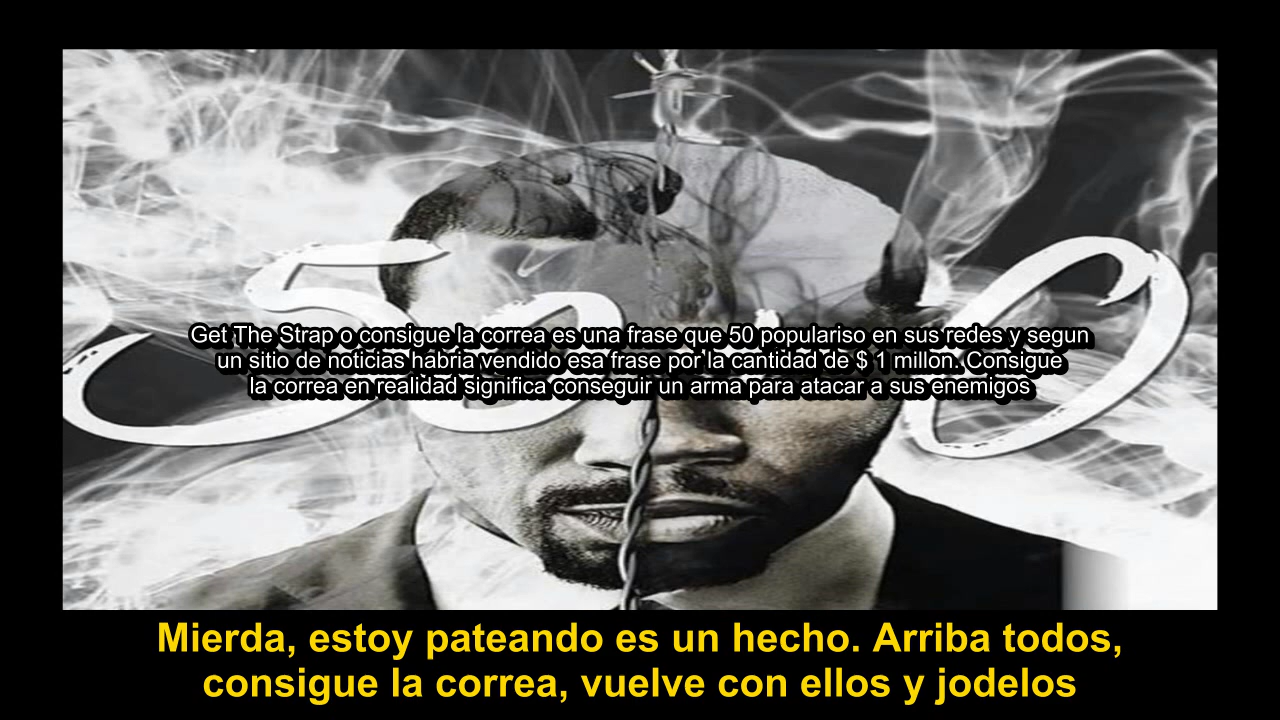 Get The Strap o consigue la correa es una frase que 50 populariso en sus redes y segun
un sitio de noticias habria vendido esa frase por la cantidad de $ 1 millon. Consigue
la correa en realidad significa conseguir un arma para atacar a sus enemigos
Mierda, estoy pateando es un hecho. Arriba todos,
consigue la correa, vuelve con ellos y jodelos